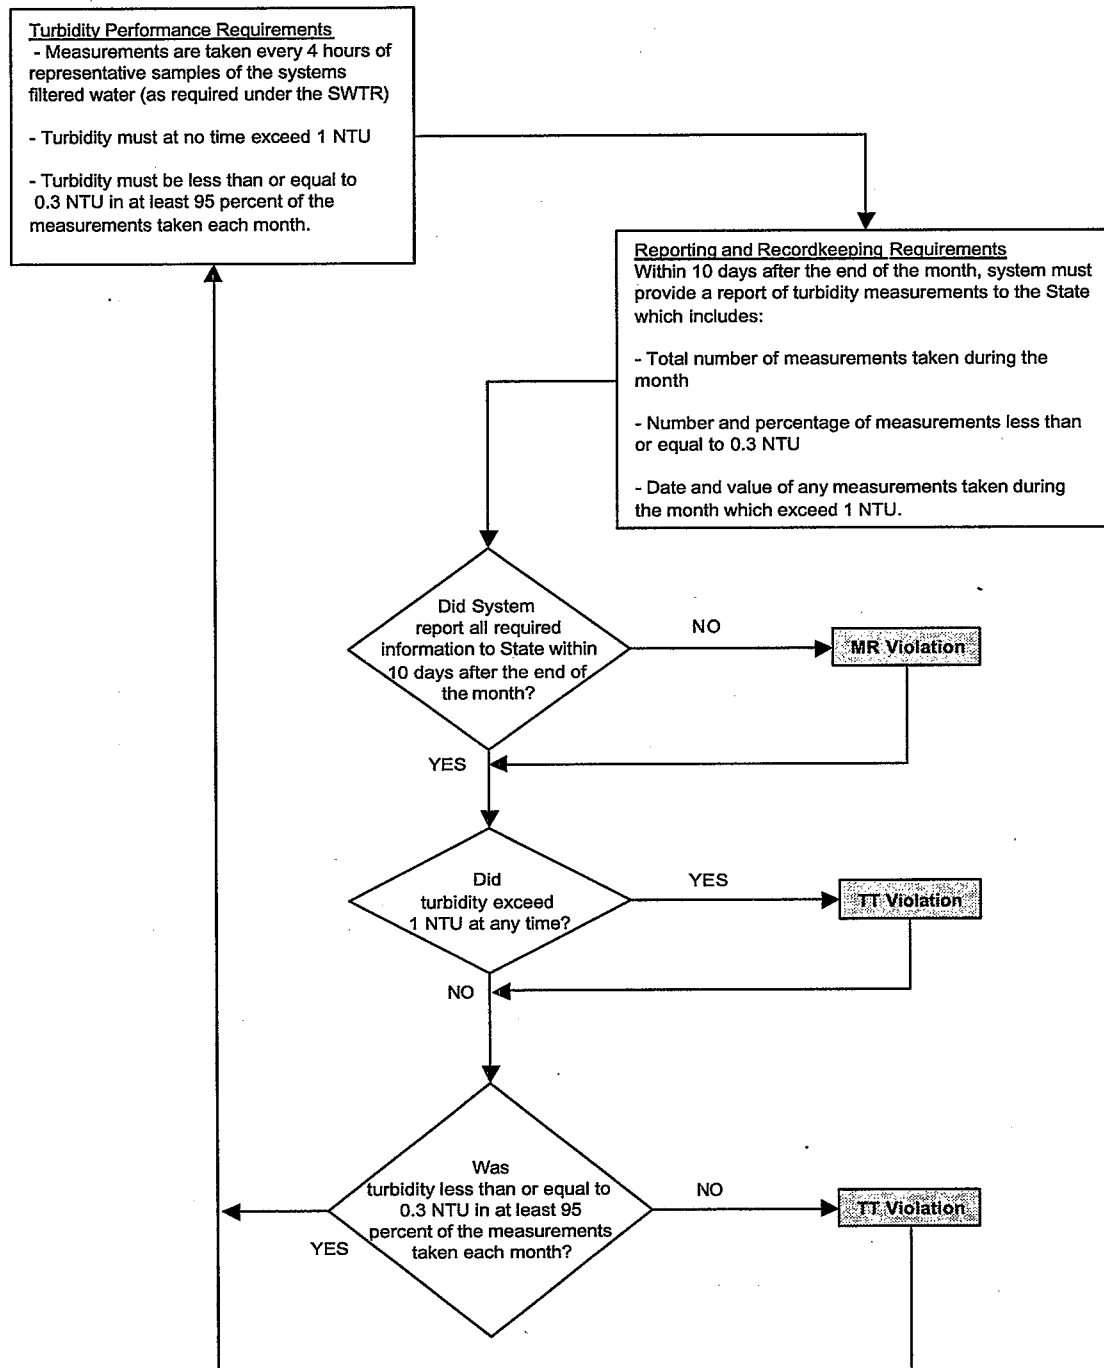 Turbidity Performance Requirements
- Measurements are taken every 4 hours of
representative samples of the systems
filtered water (as required under the SWTR)
- Turbidity must at no time exceed 1 NTU
- Turbidity must be less than or equal to
0.3 NTU in at least 95 percent of the
measurements taken each month.
Reporting and Recordkeeping Requirements
Within 10 days after the end of the month, system must
provide a report of turbidity measurements to the State
which includes:
- Total number of measurements taken during the
month
- Number and percentage of measurements less than
or equal to 0.3 NTU
- Date and value of any measurements taken during
the month which exceed 1 NTU.
Did System
report all required
information to State within
10 days after the end of
the month?
NO
MR Violation
YES
Did
turbidity exceed
1 NTU at any time?
YES
TT Violation
NO
Was
turbidity less than or equal to
0.3 NTU in at least 95
percent of the measurements
taken each month?
NO
TT Violation
YES